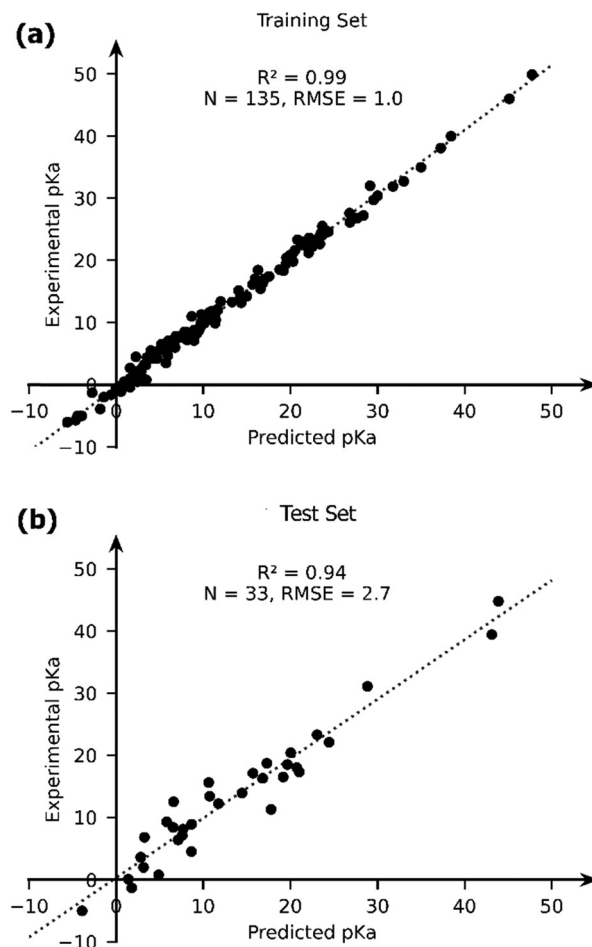 (a)
Training Set
R² = 0.99
N = 135, RMSE = 1.0
50
40
30
20
10
0
−10
−10 0 10 20 30 40 50
Experimental pKa
Predicted pKa
(b)
Test Set
R² = 0.94
N = 33, RMSE = 2.7
50
40
30
20
10
0
−10
−10 0 10 20 30 40 50
Experimental pKa
Predicted pKa